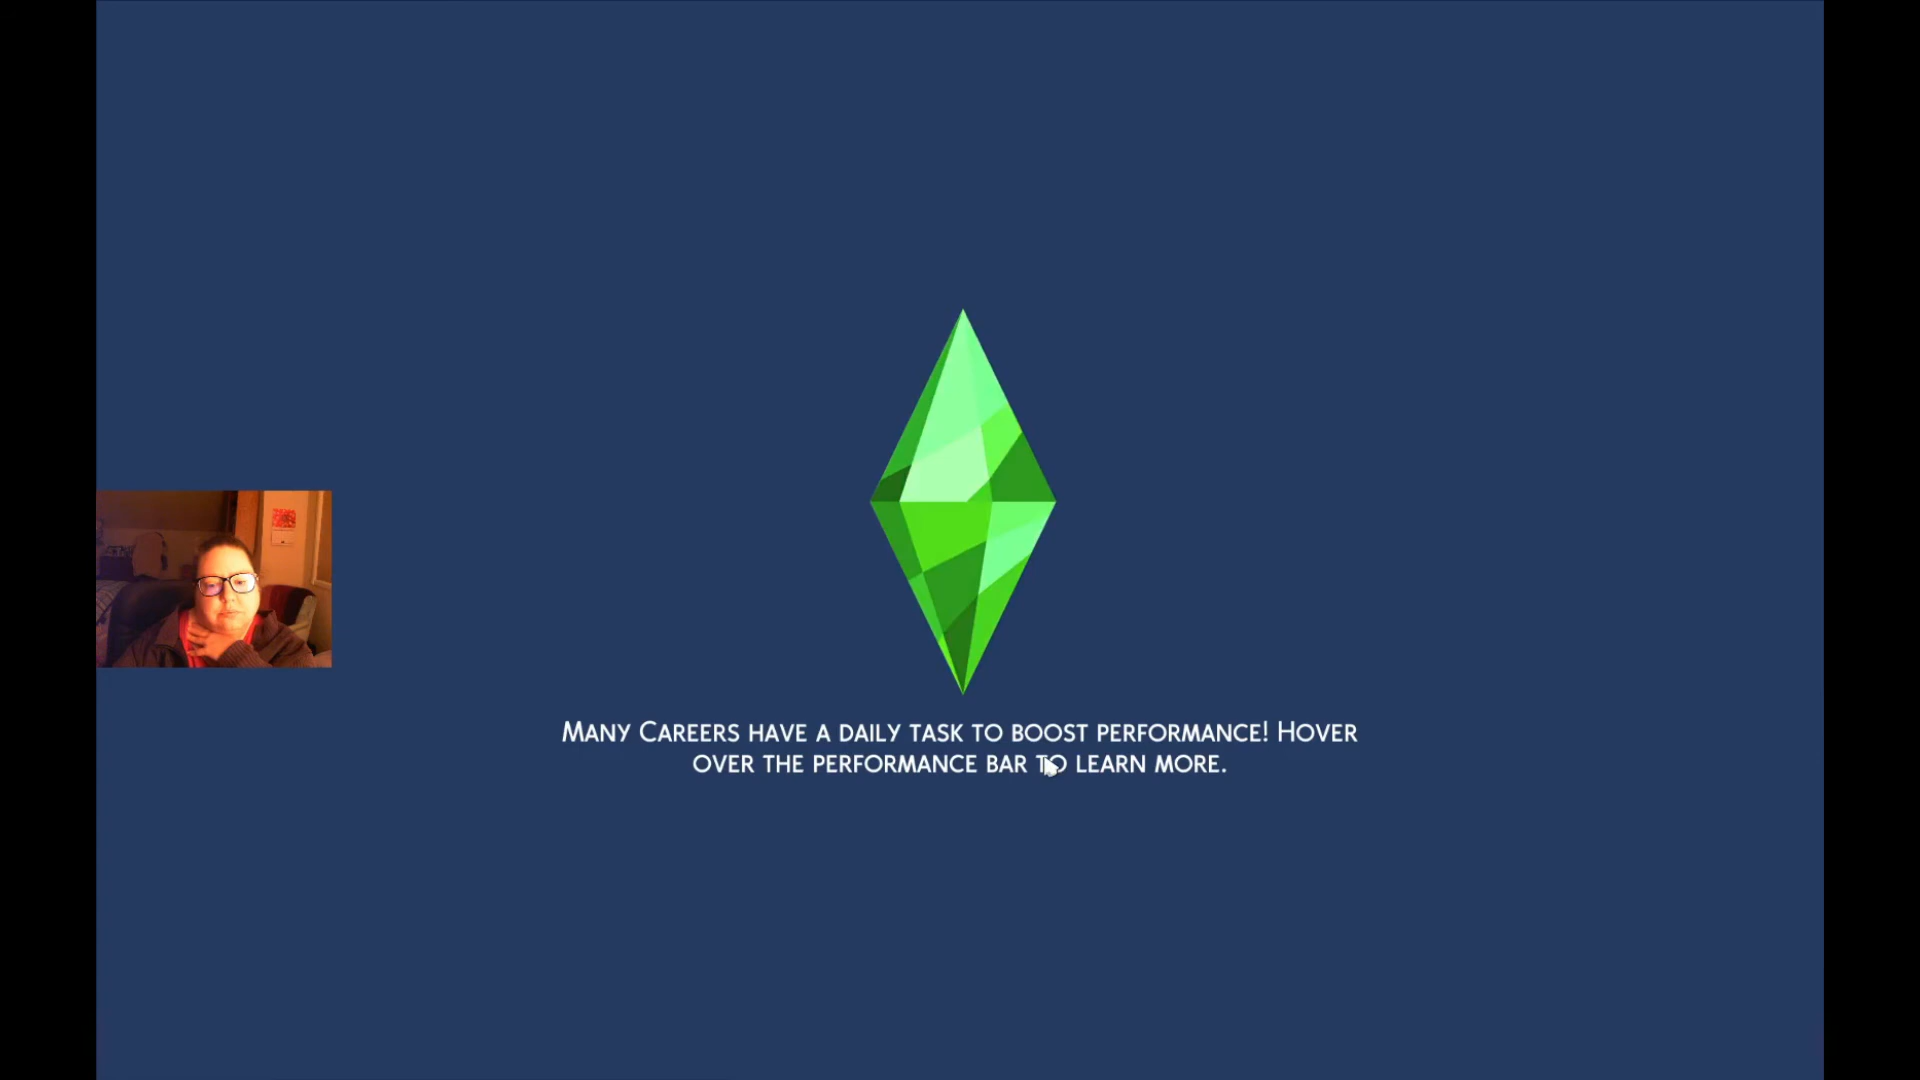 Many Careers have a daily task to boost performance! Hover
over the performance bar to learn more.